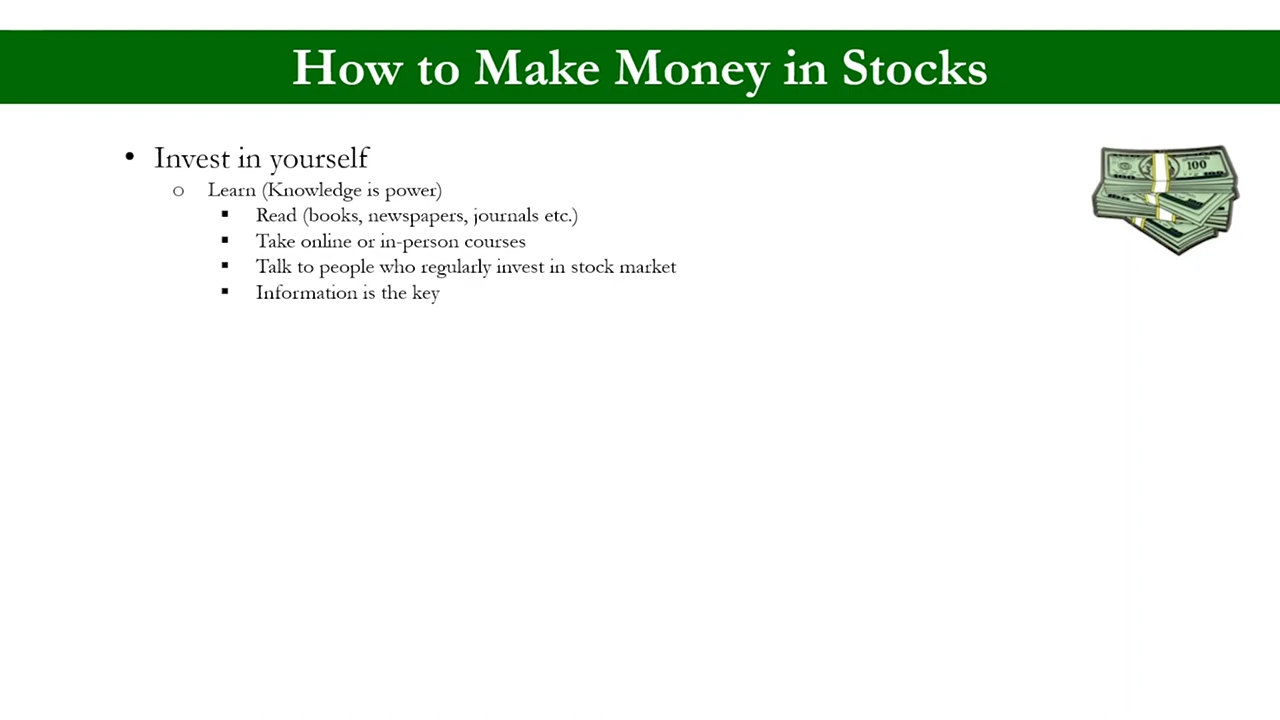 How to Make Money in Stocks
• Invest in yourself
o Learn (Knowledge is power)
▪ Read (books, newspapers, journals etc.)
▪ Take online or in-person courses
▪ Talk to people who regularly invest in stock market
▪ Information is the key
100